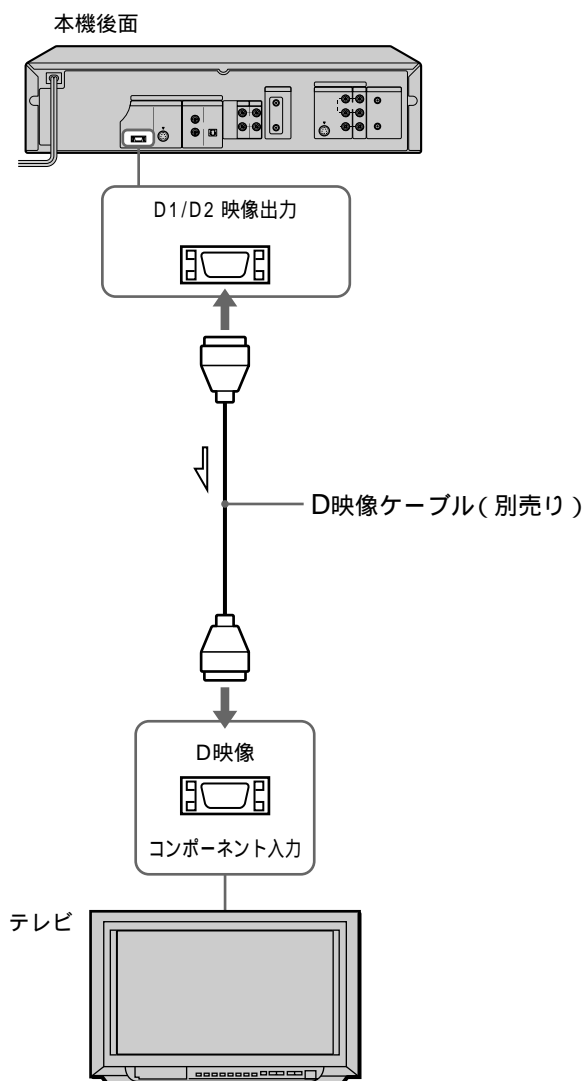 本機後面
D1/D2 映像出力
D映像ケーブル(別売り)
D映像
コンポーネント入力
テレビ